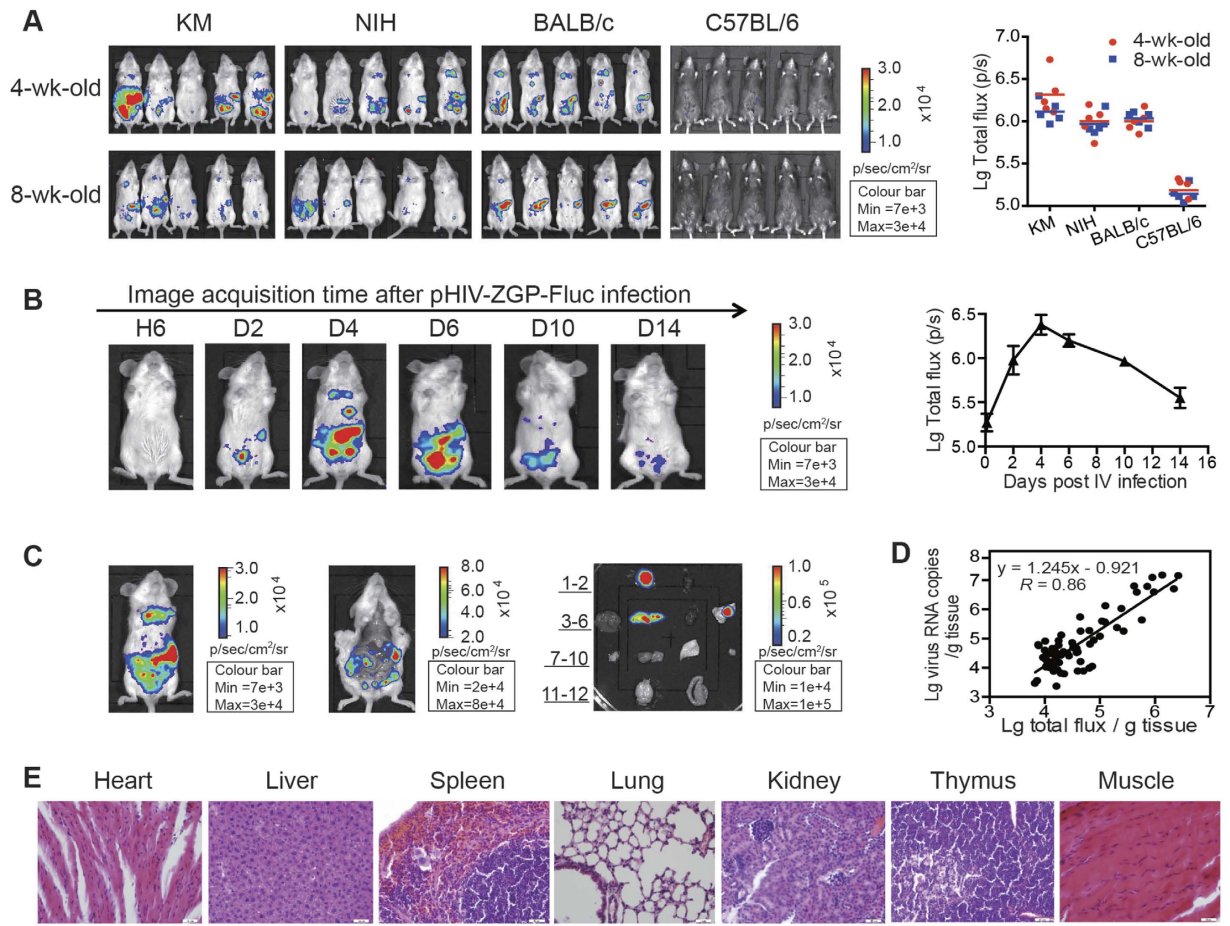 A
KM NIH BALB/c C57BL/6
4-wk-old
8-wk-old
3.0
2.0
1.0
x10⁴
p/sec/cm²/sr
Colour bar
Min =7e+3
Max=3e+4
4-wk-old
8-wk-old
Lg Total flux (p/s)
7.0
6.5
6.0
5.5
5.0
KM NIH BALB/c C57BL/6
B
Image acquisition time after pHIV-ZGP-Fluc infection
H6 D2 D4 D6 D10 D14
3.0
2.0
1.0
x10⁴
p/sec/cm²/sr
Colour bar
Min =7e+3
Max=3e+4
Lg Total flux (p/s)
6.5
6.0
5.5
5.0
0 2 4 6 8 10 12 14 16
Days post IV infection
C
3.0
2.0
1.0
x10⁴
p/sec/cm²/sr
Colour bar
Min =7e+3
Max=3e+4
8.0
6.0
4.0
2.0
x10⁴
p/sec/cm²/sr
Colour bar
Min =2e+4
Max=8e+4
1-2
3-6
7-10
11-12
1.0
0.6
0.2
x10⁵
p/sec/cm²/sr
Colour bar
Min =1e+4
Max=1e+5
D
Lg virus RNA copies
/g tissue
8
7
6
5
4
3
y = 1.245x - 0.921
R = 0.86
3 4 5 6 7
Lg total flux / g tissue
E
Heart Liver Spleen Lung Kidney Thymus Muscle